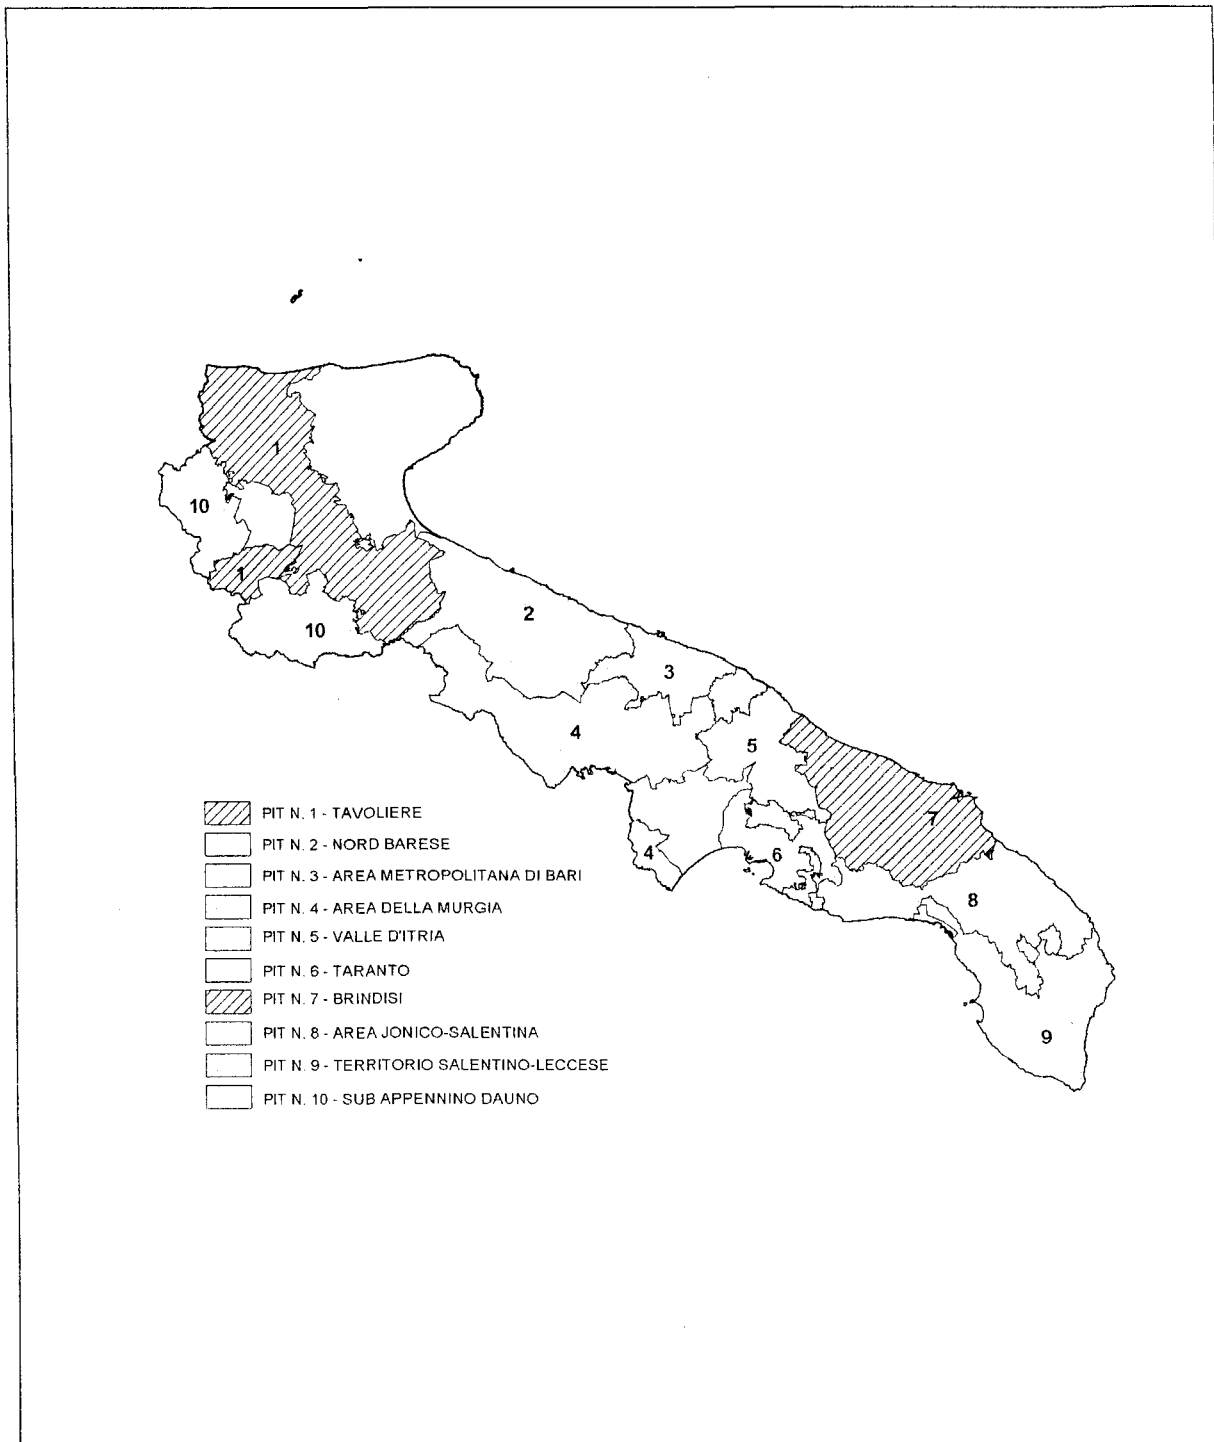 1
10
1
10
2
3
4
5
7
4
6
8
9
PIT N. 1 - TAVOLIERE
PIT N. 2 - NORD BARESE
PIT N. 3 - AREA METROPOLITANA DI BARI
PIT N. 4 - AREA DELLA MURGIA
PIT N. 5 - VALLE D'ITRIA
PIT N. 6 - TARANTO
PIT N. 7 - BRINDISI
PIT N. 8 - AREA JONICO-SALENTINA
PIT N. 9 - TERRITORIO SALENTINO-LECCESE
PIT N. 10 - SUB APPENNINO DAUNO